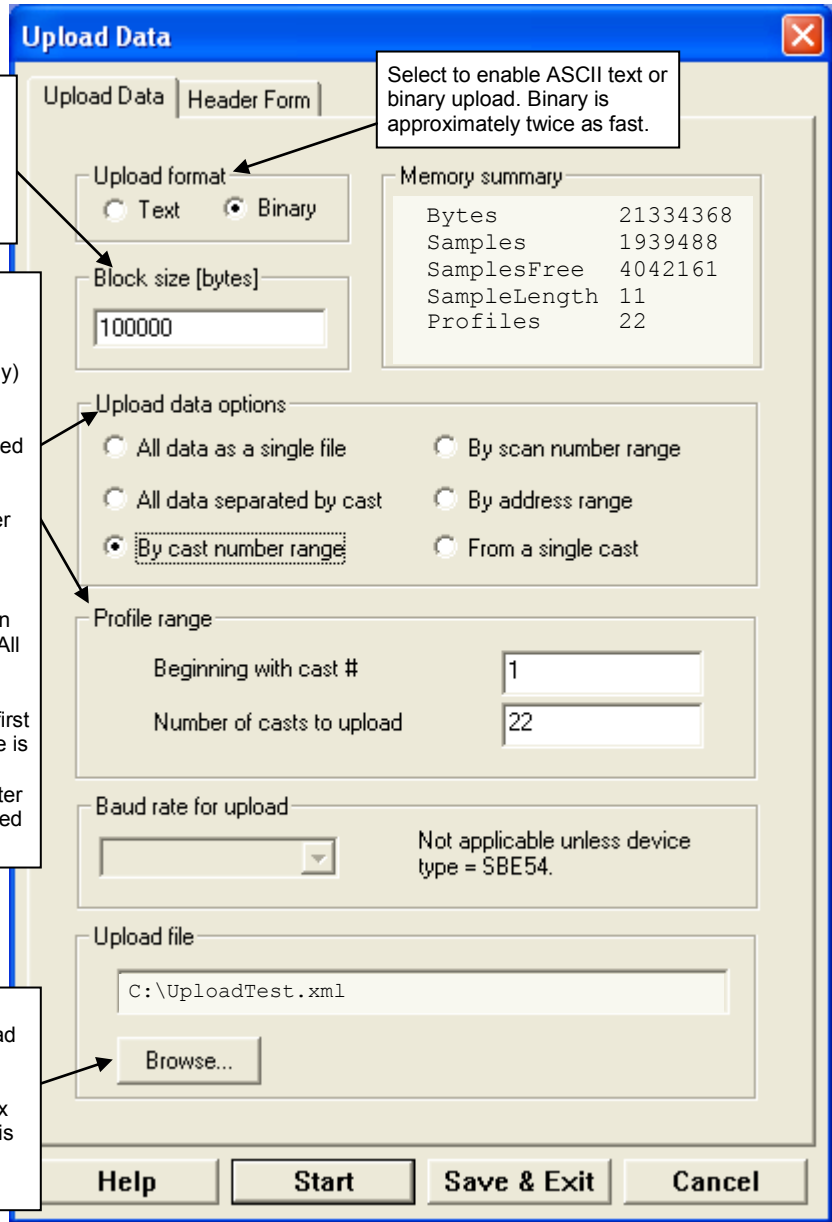 Upload Data
Upload Data
Header Form
Select to enable ASCII text or
binary upload. Binary is
approximately twice as fast.
Upload format
Text
Binary
Memory summary
Bytes 21334368
Samples 1939488
SamplesFree 4042161
SampleLength 11
Profiles 22
Block size [bytes]
100000
Upload data options
All data as a single file
By scan number range
All data separated by cast
By address range
By cast number range
From a single cast
Profile range
Beginning with cast #
1
Number of casts to upload
22
Baud rate for upload
Not applicable unless device
type = SBE54.
Upload file
C:\UploadTest.xml
Browse...
Help
Start
Save & Exit
Cancel
y)
ed
er
n
All
irst
e is
ter
ed
ad
x
is